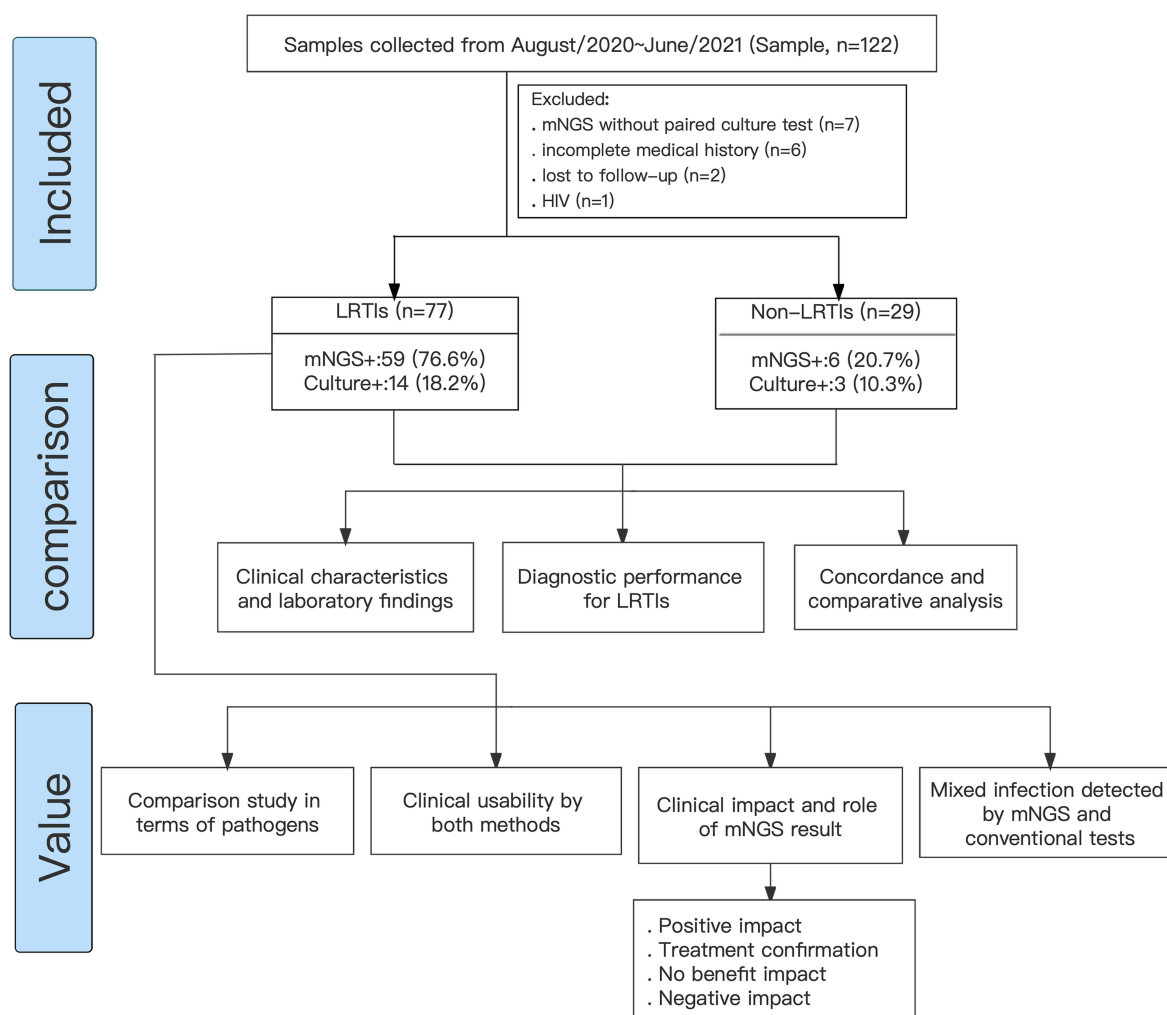 Included
Samples collected from August/2020~June/2021 (Sample, n=122)
Excluded:
. mNGS without paired culture test (n=7)
. incomplete medical history (n=6)
. lost to follow-up (n=2)
. HIV (n=1)
LRTIs (n=77)
mNGS+:59 (76.6%)
Culture+:14 (18.2%)
Non-LRTIs (n=29)
mNGS+:6 (20.7%)
Culture+:3 (10.3%)
comparison
Clinical characteristics
and laboratory findings
Diagnostic performance
for LRTIs
Concordance and
comparative analysis
Value
Comparison study in
terms of pathogens
Clinical usability by
both methods
Clinical impact and role
of mNGS result
Mixed infection detected
by mNGS and
conventional tests
. Positive impact
. Treatment confirmation
. No benefit impact
. Negative impact